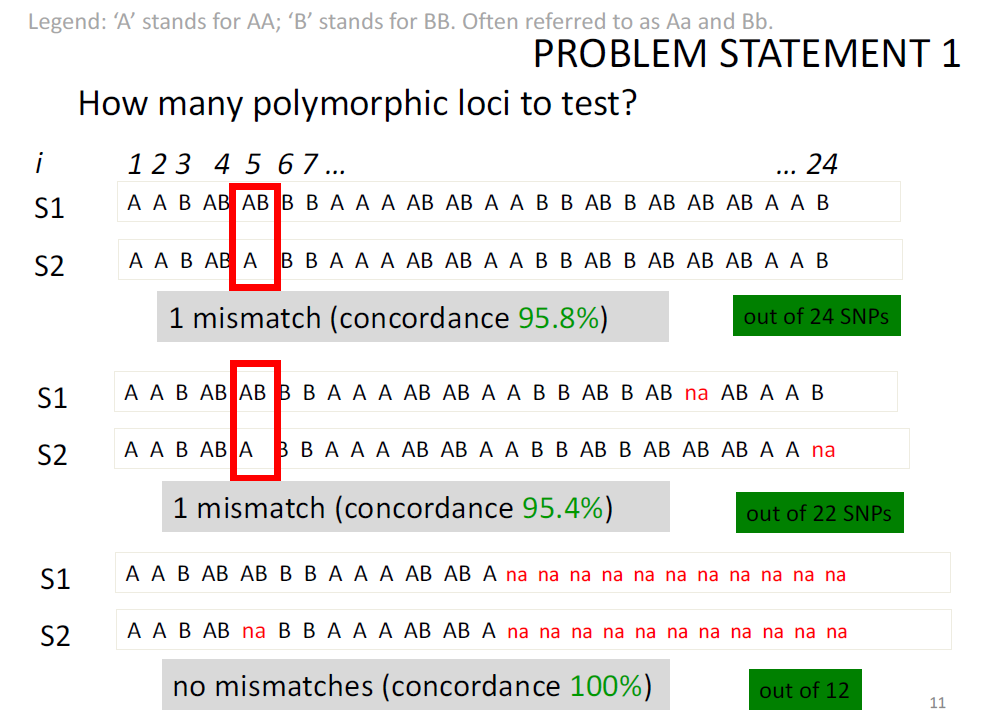 Legend: ‘A’ stands for AA; ‘B’ stands for BB. Often referred to as Aa and Bb.
PROBLEM STATEMENT 1
How many polymorphic loci to test?
i 1 2 3 4 5 6 7 ... ... 24
S1 A A B AB AB B B A A A AB AB A A B B AB B AB AB AB A A B
S2 A A B AB A B B A A A AB AB A A B B AB B AB AB AB A A B
1 mismatch (concordance 95.8%) out of 24 SNPs
S1 A A B AB AB B B A A A AB AB A A B B AB B AB na AB A A B
S2 A A B AB A B B A A A AB AB A A B B AB B AB AB AB A A na
1 mismatch (concordance 95.4%) out of 22 SNPs
S1 A A B AB AB B B A A A AB AB A na na na na na na na na na na na
S2 A A B AB na B B A A A AB AB A na na na na na na na na na na na
no mismatches (concordance 100%) out of 12
11